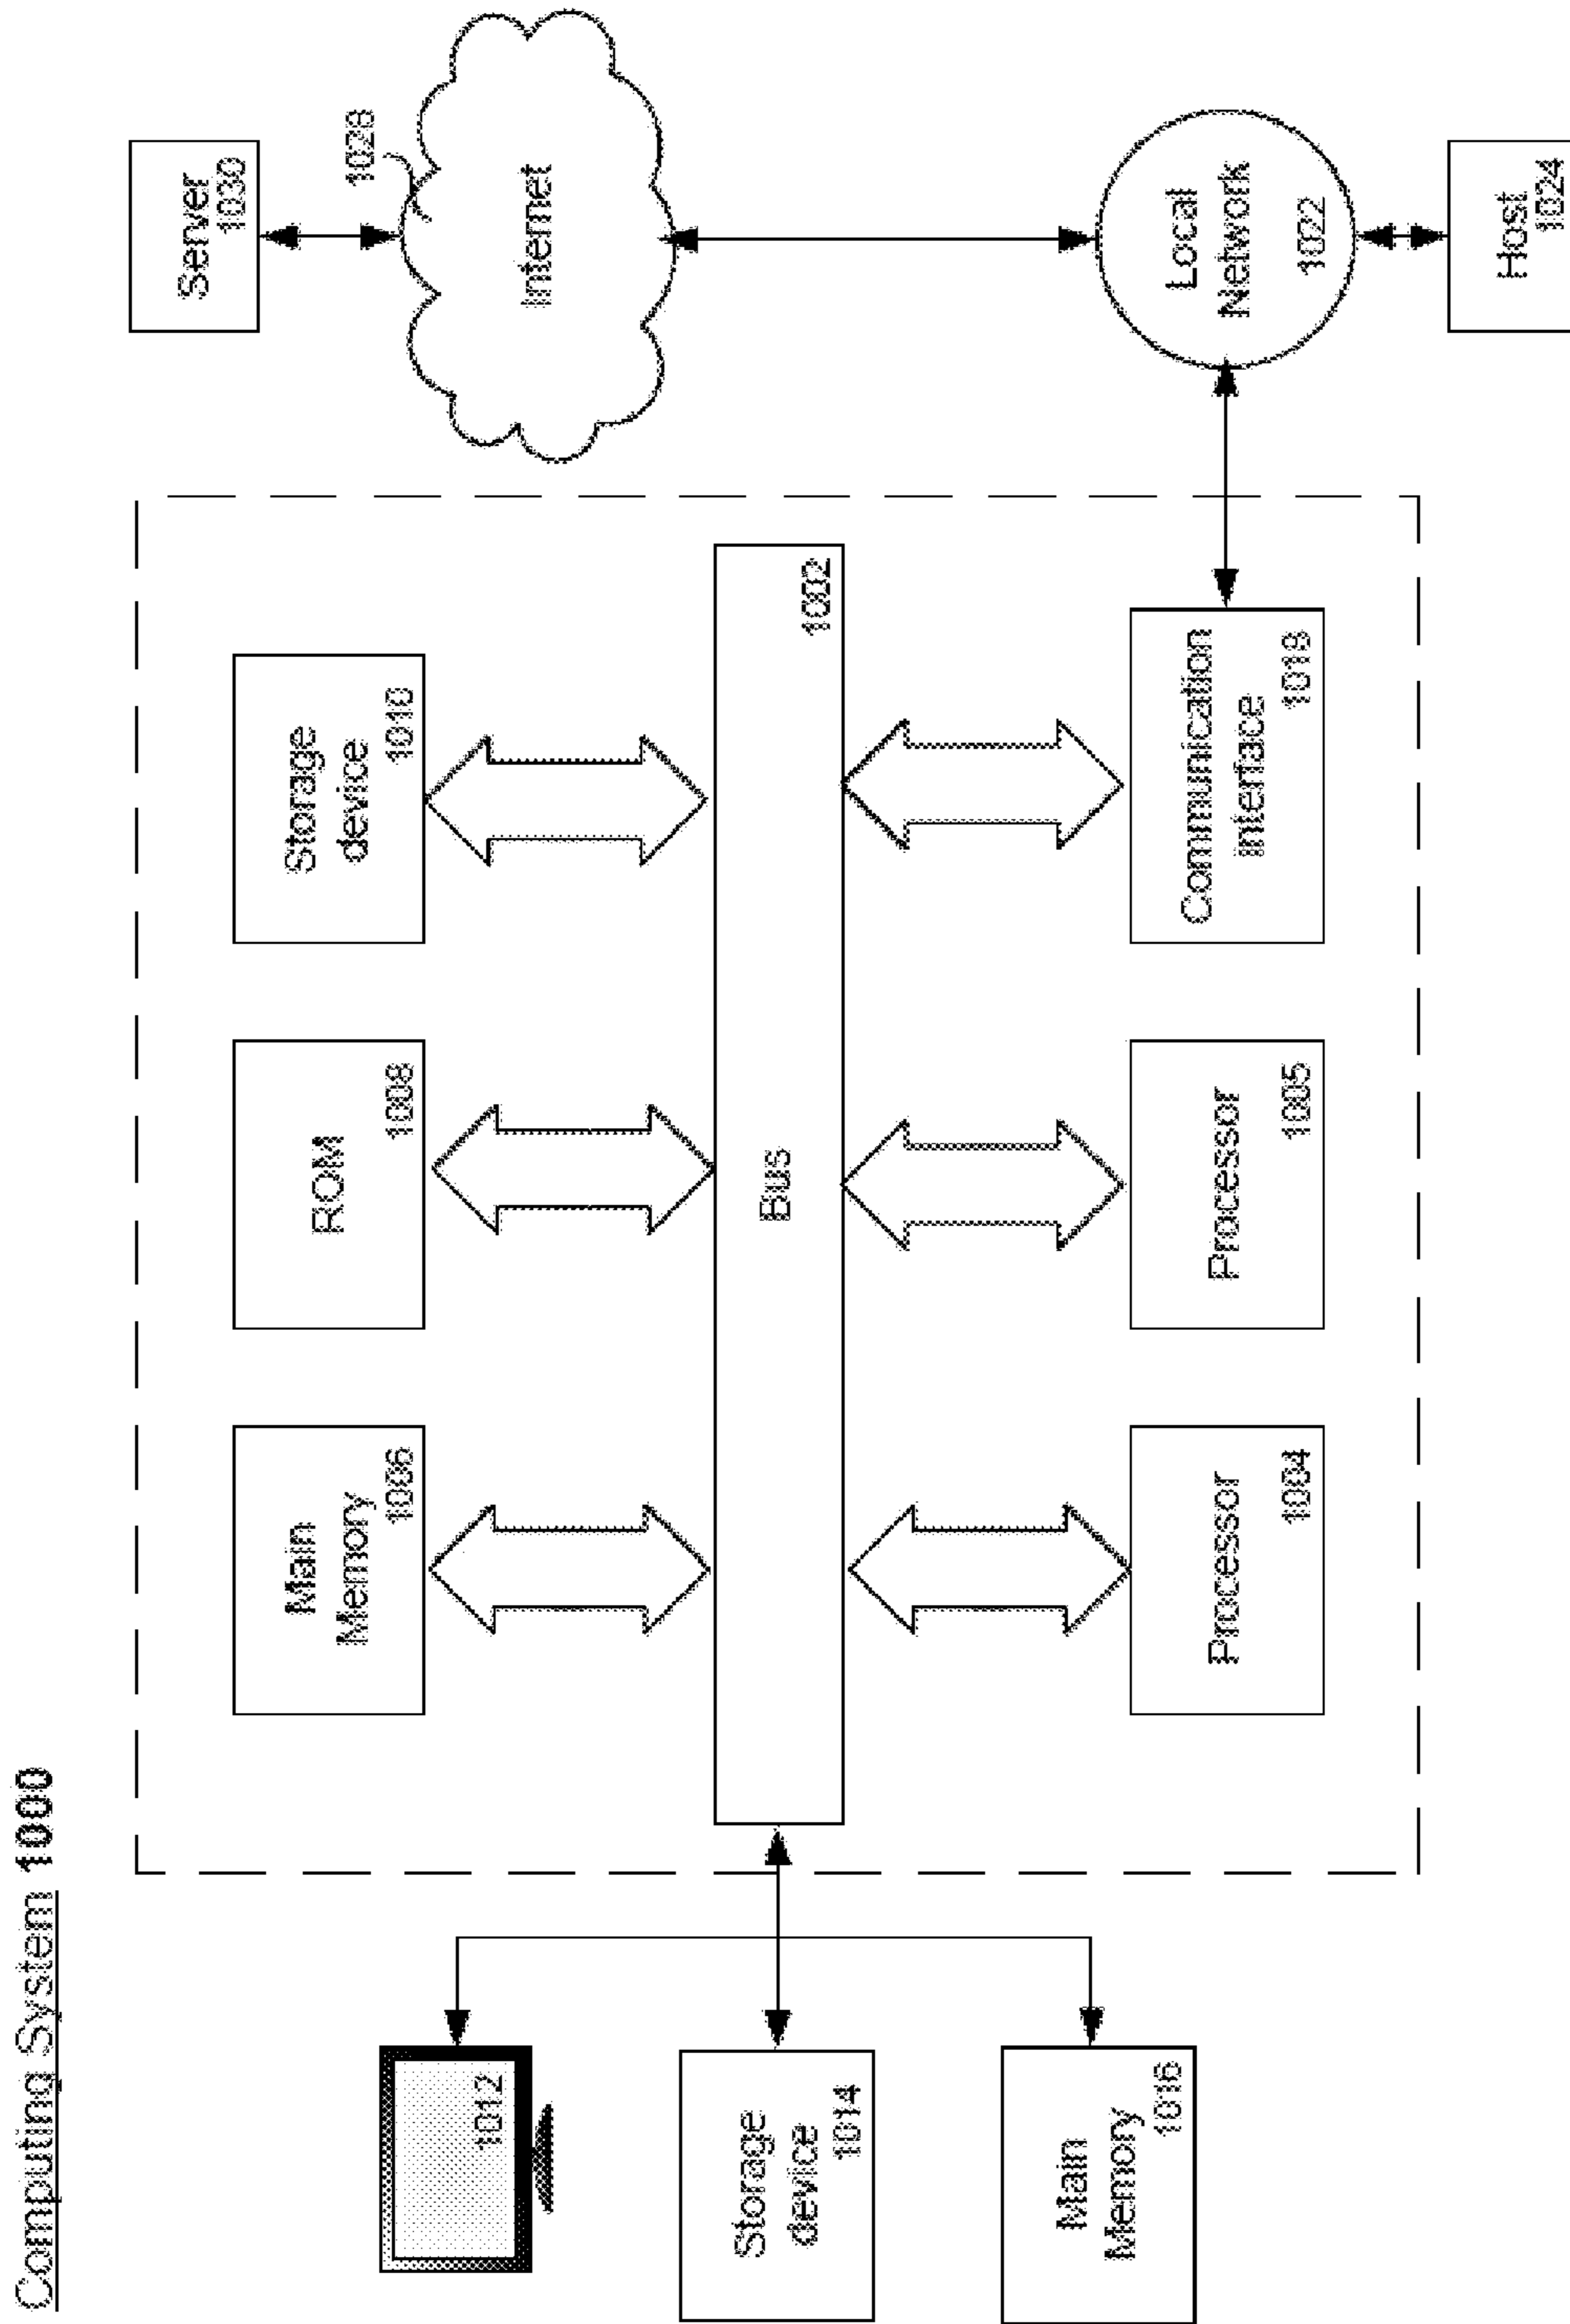 Computing System 1000
1012
Storage
device
1014
Main
Memory
1016
Main
Memory
1006
ROM
1008
Storage
device
1010
Bus
1002
Processor
1004
Processor
1005
Communication
Interface
1018
Server
1030
1028
Internet
Local
Network
1022
Host
1024